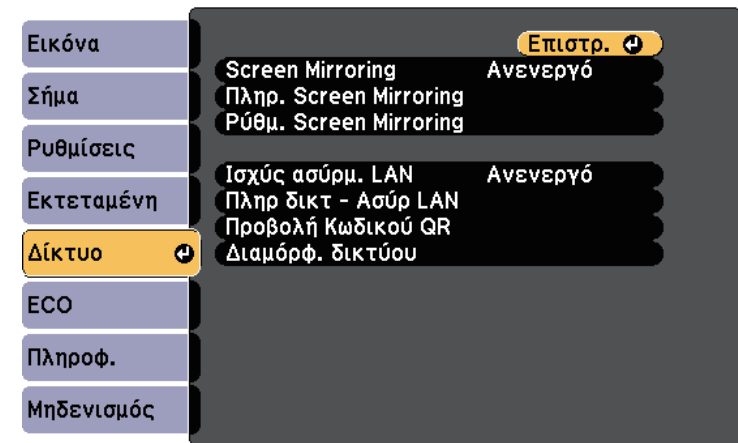 Εικόνα
Σήμα
Ρυθμίσεις
Εκτεταμένη
Δίκτυο
ECO
Πληροφ.
Μηδενισμός
Επιστρ.
Screen Mirroring Ανενεργό
Πληρ. Screen Mirroring
Ρύθμ. Screen Mirroring
Ισχύς ασύρμ. LAN Ανενεργό
Πληρ δικτ - Ασύρ LAN
Προβολή Κωδικού QR
Διαμόρφ. δικτύου